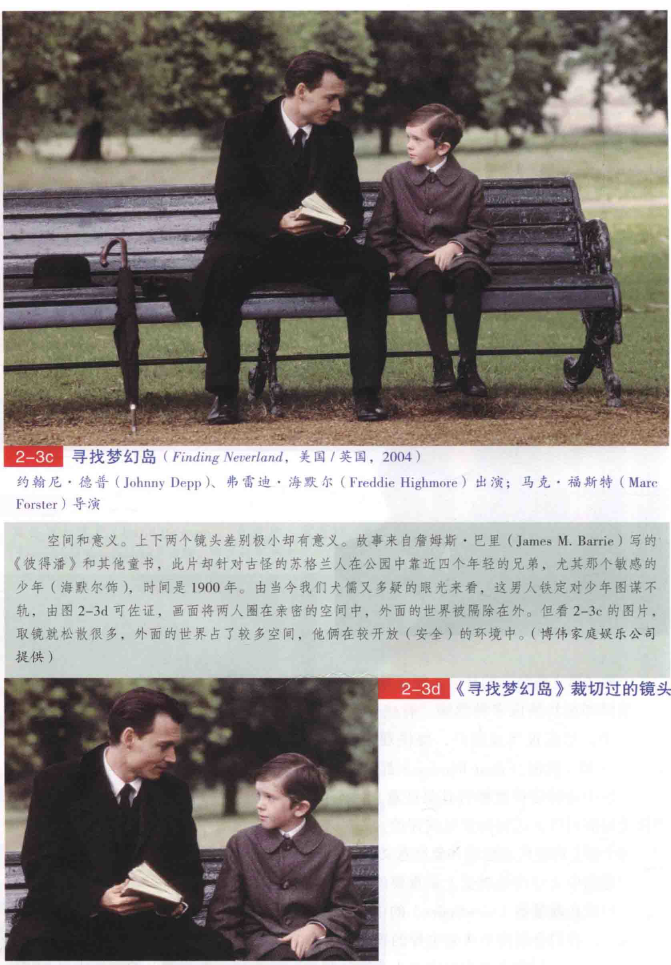 2-3c 寻找梦幻岛（Finding Neverland，美国 / 英国，2004）
约翰尼·德普（Johnny Depp）、弗雷迪·海默尔（Freddie Highmore）出演；马克·福斯特（Marc
Forster）导演
空间和意义。上下两个镜头差别极小却有意义。故事来自詹姆斯·巴里（James M. Barrie）写的
《彼得潘》和其他童书，此片却针对古怪的苏格兰人在公园中靠近四个年轻的兄弟，尤其那个敏感的
少年（海默尔饰），时间是 1900 年。由当今我们犬儒又多疑的眼光来看，这男人铁定对少年图谋不
轨，由图 2-3d 可佐证，画面将两人圈在亲密的空间中，外面的世界被隔除在外。但看 2-3c 的图片，
取镜就松散很多，外面的世界占了较多空间，他俩在较开放（安全）的环境中。（博伟家庭娱乐公司
提供）
2-3d 《寻找梦幻岛》裁切过的镜头